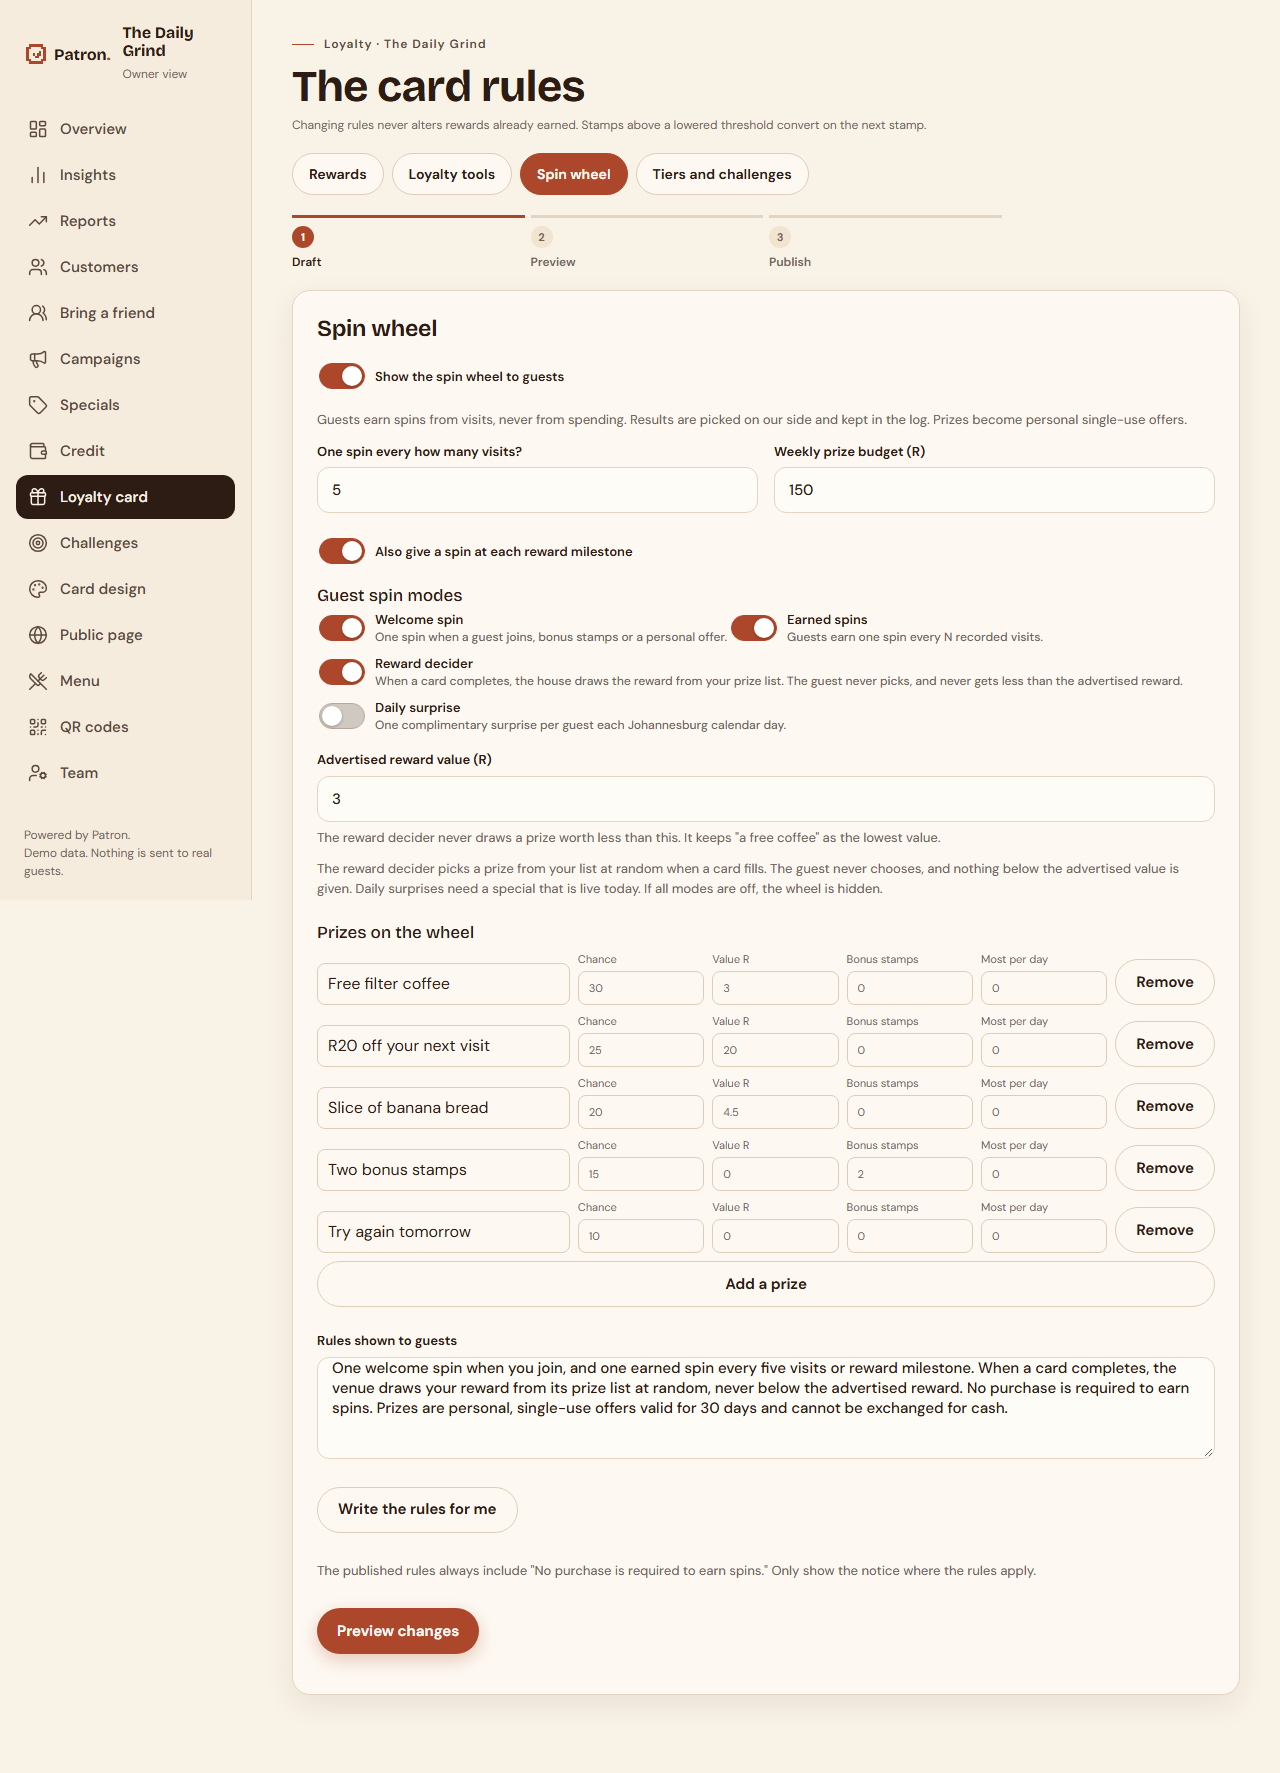 Patron.
The Daily
Grind
Owner view
Overview
Insights
Reports
Customers
Bring a friend
Campaigns
Specials
Credit
Loyalty card
Challenges
Card design
Public page
Menu
QR codes
Team
Powered by Patron.
Demo data. Nothing is sent to real
guests.
Loyalty · The Daily Grind
The card rules
Changing rules never alters rewards already earned. Stamps above a lowered threshold convert on the next stamp.
Rewards
Loyalty tools
Spin wheel
Tiers and challenges
1
Draft
2
Preview
3
Publish
Spin wheel
Show the spin wheel to guests
Guests earn spins from visits, never from spending. Results are picked on our side and kept in the log. Prizes become personal single-use offers.
One spin every how many visits?
5
Weekly prize budget (R)
150
Also give a spin at each reward milestone
Guest spin modes
Welcome spin
One spin when a guest joins, bonus stamps or a personal offer.
Earned spins
Guests earn one spin every N recorded visits.
Reward decider
When a card completes, the house draws the reward from your prize list. The guest never picks, and never gets less than the advertised reward.
Daily surprise
One complimentary surprise per guest each Johannesburg calendar day.
Advertised reward value (R)
3
The reward decider never draws a prize worth less than this. It keeps "a free coffee" as the lowest value.
The reward decider picks a prize from your list at random when a card fills. The guest never chooses, and nothing below the advertised value is
given. Daily surprises need a special that is live today. If all modes are off, the wheel is hidden.
Prizes on the wheel
Chance Value R Bonus stamps Most per day
Free filter coffee 30 3 0 0 Remove
Chance Value R Bonus stamps Most per day
R20 off your next visit 25 20 0 0 Remove
Chance Value R Bonus stamps Most per day
Slice of banana bread 20 4.5 0 0 Remove
Chance Value R Bonus stamps Most per day
Two bonus stamps 15 0 2 0 Remove
Chance Value R Bonus stamps Most per day
Try again tomorrow 10 0 0 0 Remove
Add a prize
Rules shown to guests
One welcome spin when you join, and one earned spin every five visits or reward milestone. When a card completes, the
venue draws your reward from its prize list at random, never below the advertised reward. No purchase is required to earn
spins. Prizes are personal, single-use offers valid for 30 days and cannot be exchanged for cash.
Write the rules for me
The published rules always include "No purchase is required to earn spins." Only show the notice where the rules apply.
Preview changes